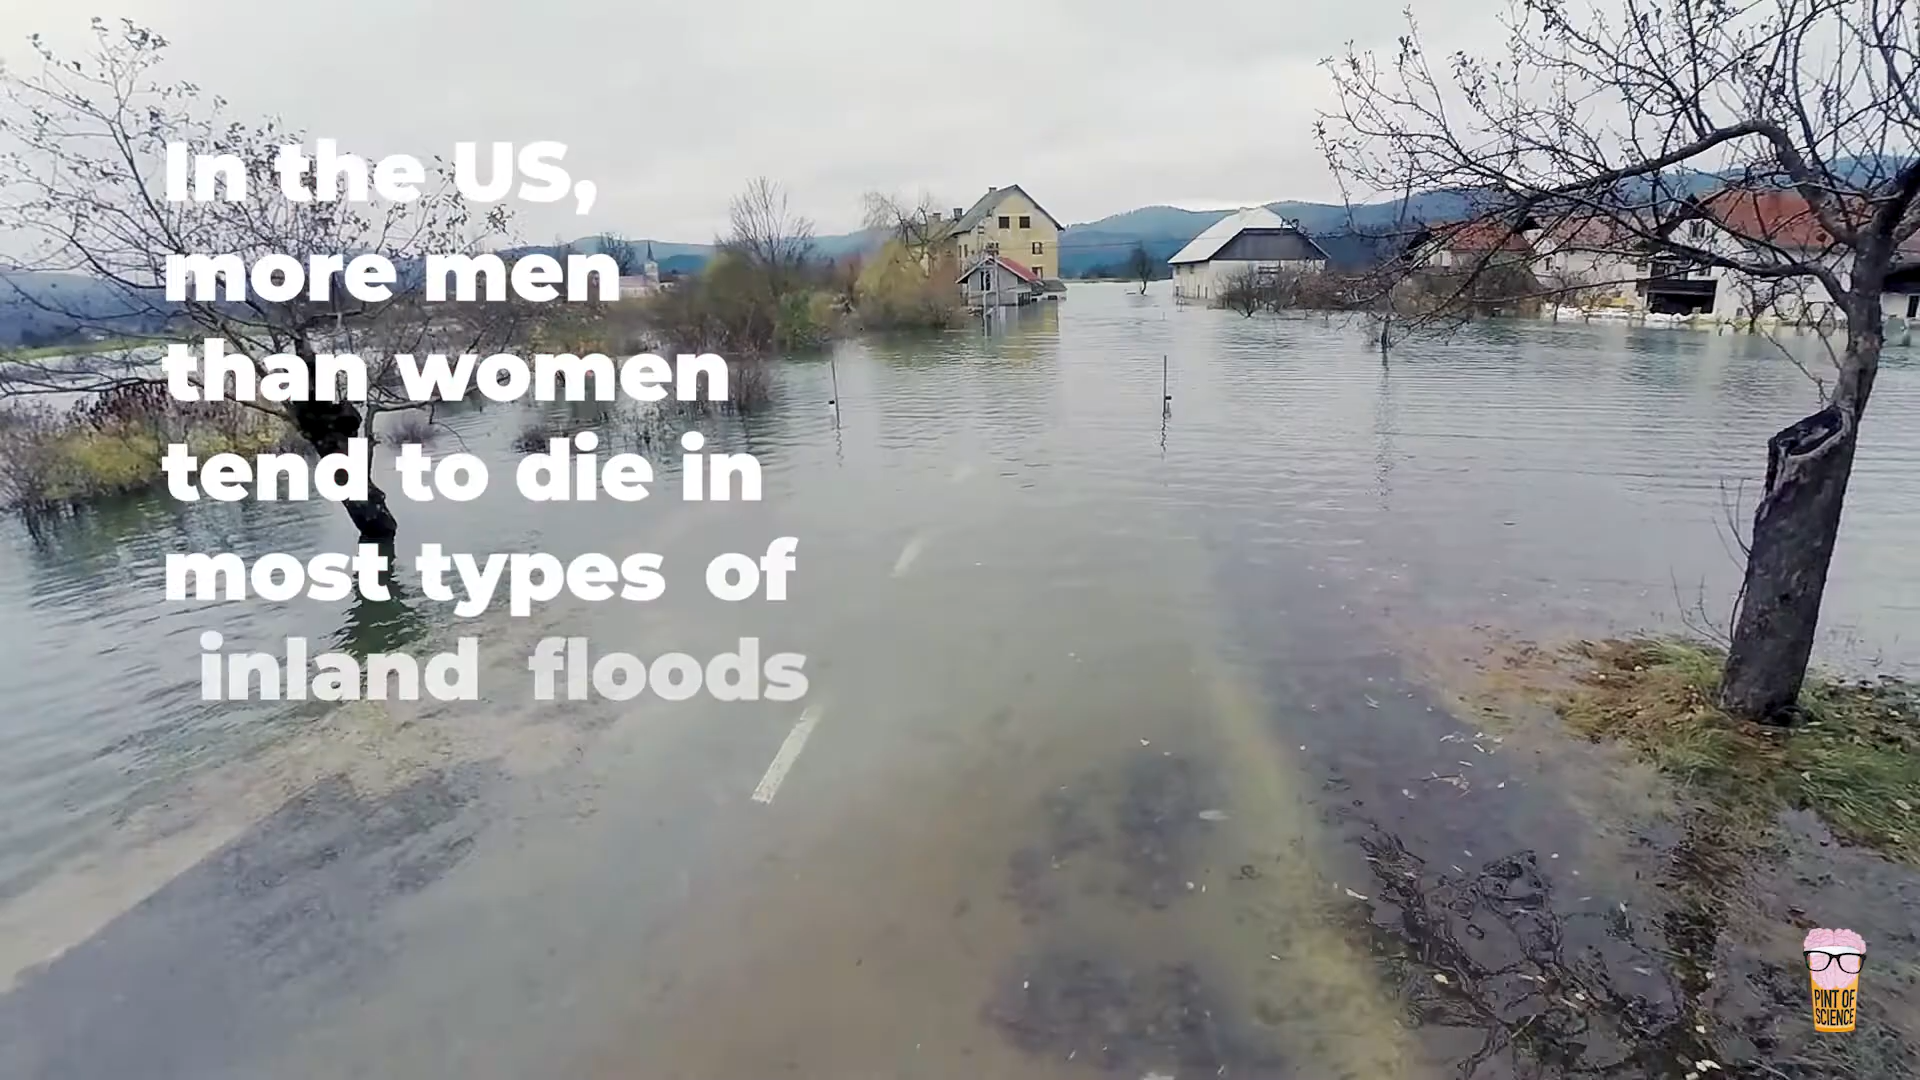 In the US,
more men
than women
tend to die in
most types of
inland floods
PINT OF
SCIENCE